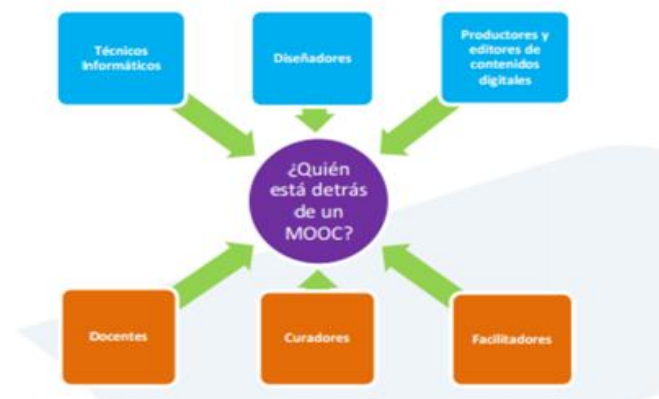 Técnicos
Informáticos
Diseñadores
Productores y
editores de
contenidos
digitales
¿Quién
está detrás
de un
MOOC?
Docentes
Curadores
Facilitadores